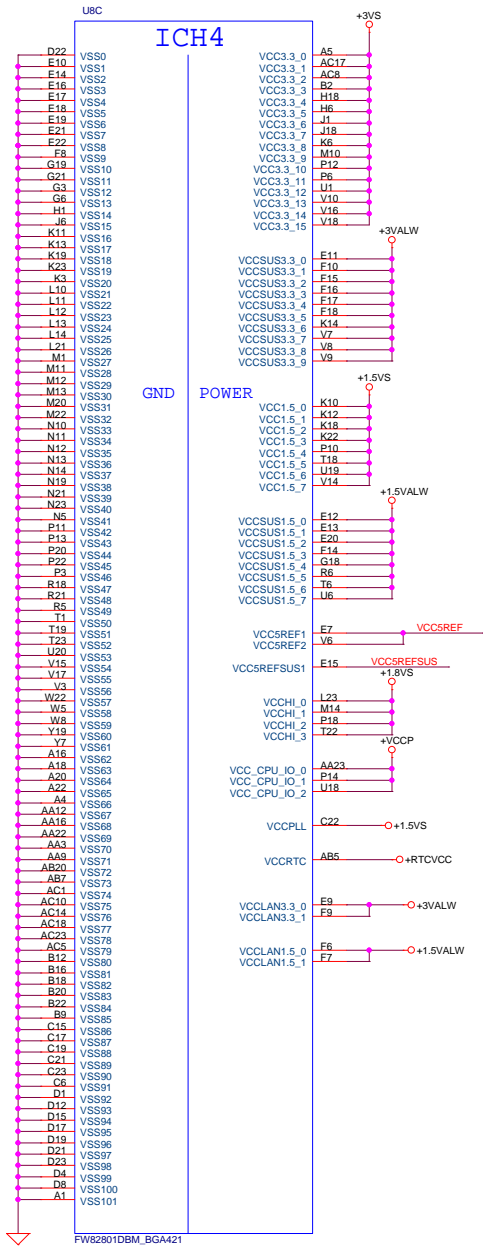 U8C
ICH4
GND
POWER
D22 VSS0
E10 VSS1
E14 VSS2
E16 VSS3
E17 VSS4
E18 VSS5
E19 VSS6
E21 VSS7
E22 VSS8
F8 VSS9
G19 VSS10
G21 VSS11
G3 VSS12
G6 VSS13
H1 VSS14
J6 VSS15
K11 VSS16
K13 VSS17
K19 VSS18
K23 VSS19
K3 VSS20
L10 VSS21
L11 VSS22
L12 VSS23
L13 VSS24
L14 VSS25
L21 VSS26
M1 VSS27
M11 VSS28
M12 VSS29
M13 VSS30
M20 VSS31
M22 VSS32
N10 VSS33
N11 VSS34
N12 VSS35
N13 VSS36
N14 VSS37
N19 VSS38
N21 VSS39
N23 VSS40
N5 VSS41
P11 VSS42
P13 VSS43
P20 VSS44
P22 VSS45
P3 VSS46
R18 VSS47
R21 VSS48
R5 VSS49
T1 VSS50
T19 VSS51
T23 VSS52
U20 VSS53
V15 VSS54
V17 VSS55
V3 VSS56
W22 VSS57
W5 VSS58
W8 VSS59
Y19 VSS60
Y7 VSS61
A16 VSS62
A18 VSS63
A20 VSS64
A22 VSS65
A4 VSS66
AA12 VSS67
AA16 VSS68
AA22 VSS69
AA3 VSS70
AA9 VSS71
AB20 VSS72
AB7 VSS73
AC1 VSS74
AC10 VSS75
AC14 VSS76
AC18 VSS77
AC23 VSS78
AC5 VSS79
B12 VSS80
B16 VSS81
B18 VSS82
B20 VSS83
B22 VSS84
B9 VSS85
C15 VSS86
C17 VSS87
C19 VSS88
C21 VSS89
C23 VSS90
C6 VSS91
D1 VSS92
D12 VSS93
D15 VSS94
D17 VSS95
D19 VSS96
D21 VSS97
D23 VSS98
D4 VSS99
D8 VSS100
A1 VSS101
+3VS
VCC3.3_0 A5
VCC3.3_1 AC17
VCC3.3_2 AC8
VCC3.3_3 B2
VCC3.3_4 H18
VCC3.3_5 H6
VCC3.3_6 J1
VCC3.3_7 J18
VCC3.3_8 K6
VCC3.3_9 M10
VCC3.3_10 P12
VCC3.3_11 P6
VCC3.3_12 U1
VCC3.3_13 V10
VCC3.3_14 V16
VCC3.3_15 V18
+3VALW
VCCSUS3.3_0 E11
VCCSUS3.3_1 F10
VCCSUS3.3_2 F15
VCCSUS3.3_3 F16
VCCSUS3.3_4 F17
VCCSUS3.3_5 F18
VCCSUS3.3_6 K14
VCCSUS3.3_7 V7
VCCSUS3.3_8 V8
VCCSUS3.3_9 V9
+1.5VS
VCC1.5_0 K10
VCC1.5_1 K12
VCC1.5_2 K18
VCC1.5_3 K22
VCC1.5_4 P10
VCC1.5_5 T18
VCC1.5_6 U19
VCC1.5_7 V14
+1.5VALW
VCCSUS1.5_0 E12
VCCSUS1.5_1 E13
VCCSUS1.5_2 E20
VCCSUS1.5_3 F14
VCCSUS1.5_4 G18
VCCSUS1.5_5 R6
VCCSUS1.5_6 T6
VCCSUS1.5_7 U6
VCC5REF1 E7 VCC5REF
VCC5REF2 V6
VCC5REFSUS1 E15 VCC5REFSUS
+1.8VS
VCCHI_0 L23
VCCHI_1 M14
VCCHI_2 P18
VCCHI_3 T22
+VCCP
VCC_CPU_IO_0 AA23
VCC_CPU_IO_1 P14
VCC_CPU_IO_2 U18
VCCPLL C22 +1.5VS
VCCRTC AB5 +RTCVCC
VCCLAN3.3_0 E9 +3VALW
VCCLAN3.3_1 F9
VCCLAN1.5_0 F6 +1.5VALW
VCCLAN1.5_1 F7
FW82801DBM_BGA421